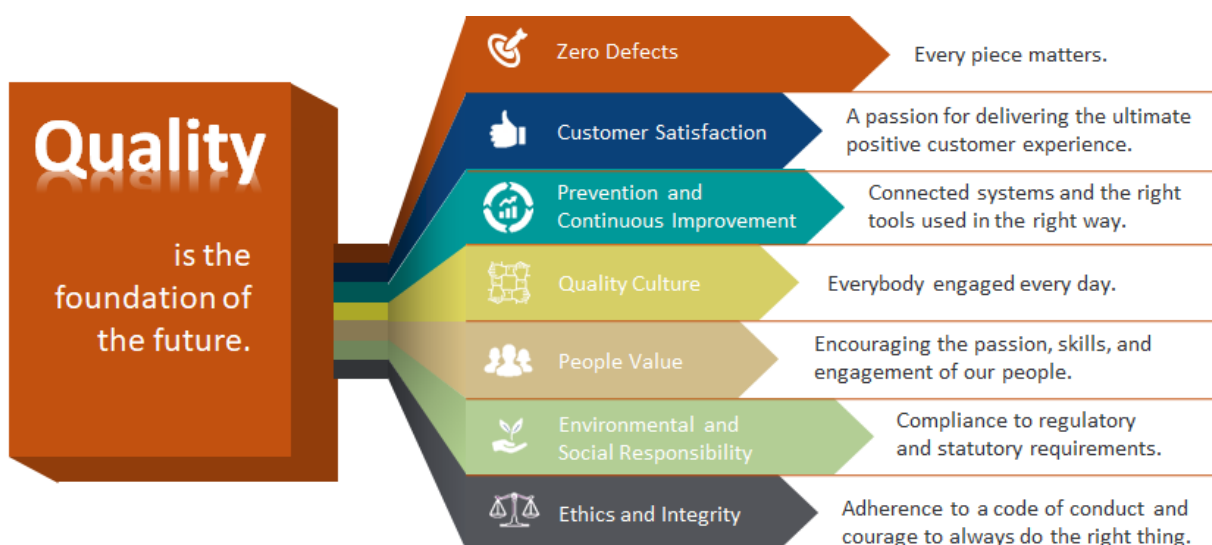 Quality
is the
foundation of
the future.
Zero Defects
Every piece matters.
Customer Satisfaction
A passion for delivering the ultimate
positive customer experience.
Prevention and
Continuous Improvement
Connected systems and the right
tools used in the right way.
Quality Culture
Everybody engaged every day.
People Value
Encouraging the passion, skills, and
engagement of our people.
Environmental and
Social Responsibility
Compliance to regulatory
and statutory requirements.
Ethics and Integrity
Adherence to a code of conduct and
courage to always do the right thing.